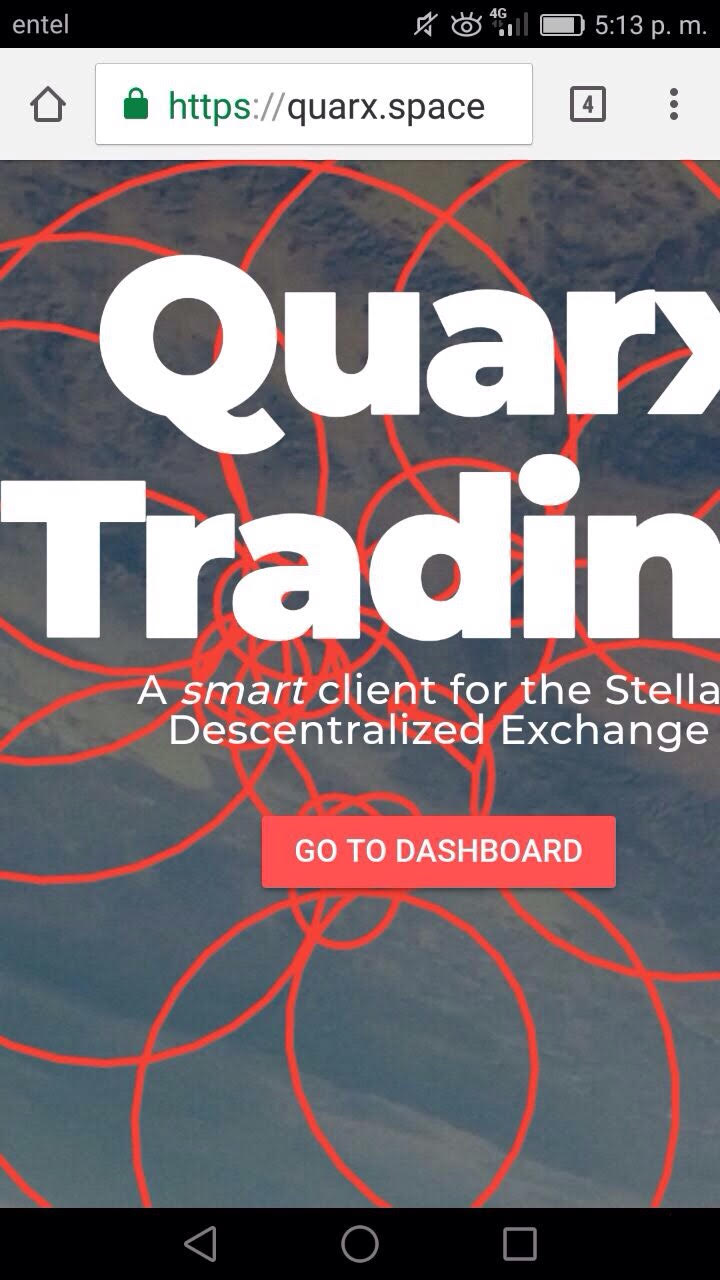 entel 4G 5:13 p. m.
https://quarx.space 4
Quarx
Tradin
A smart client for the Stella
Descentralized Exchange
GO TO DASHBOARD